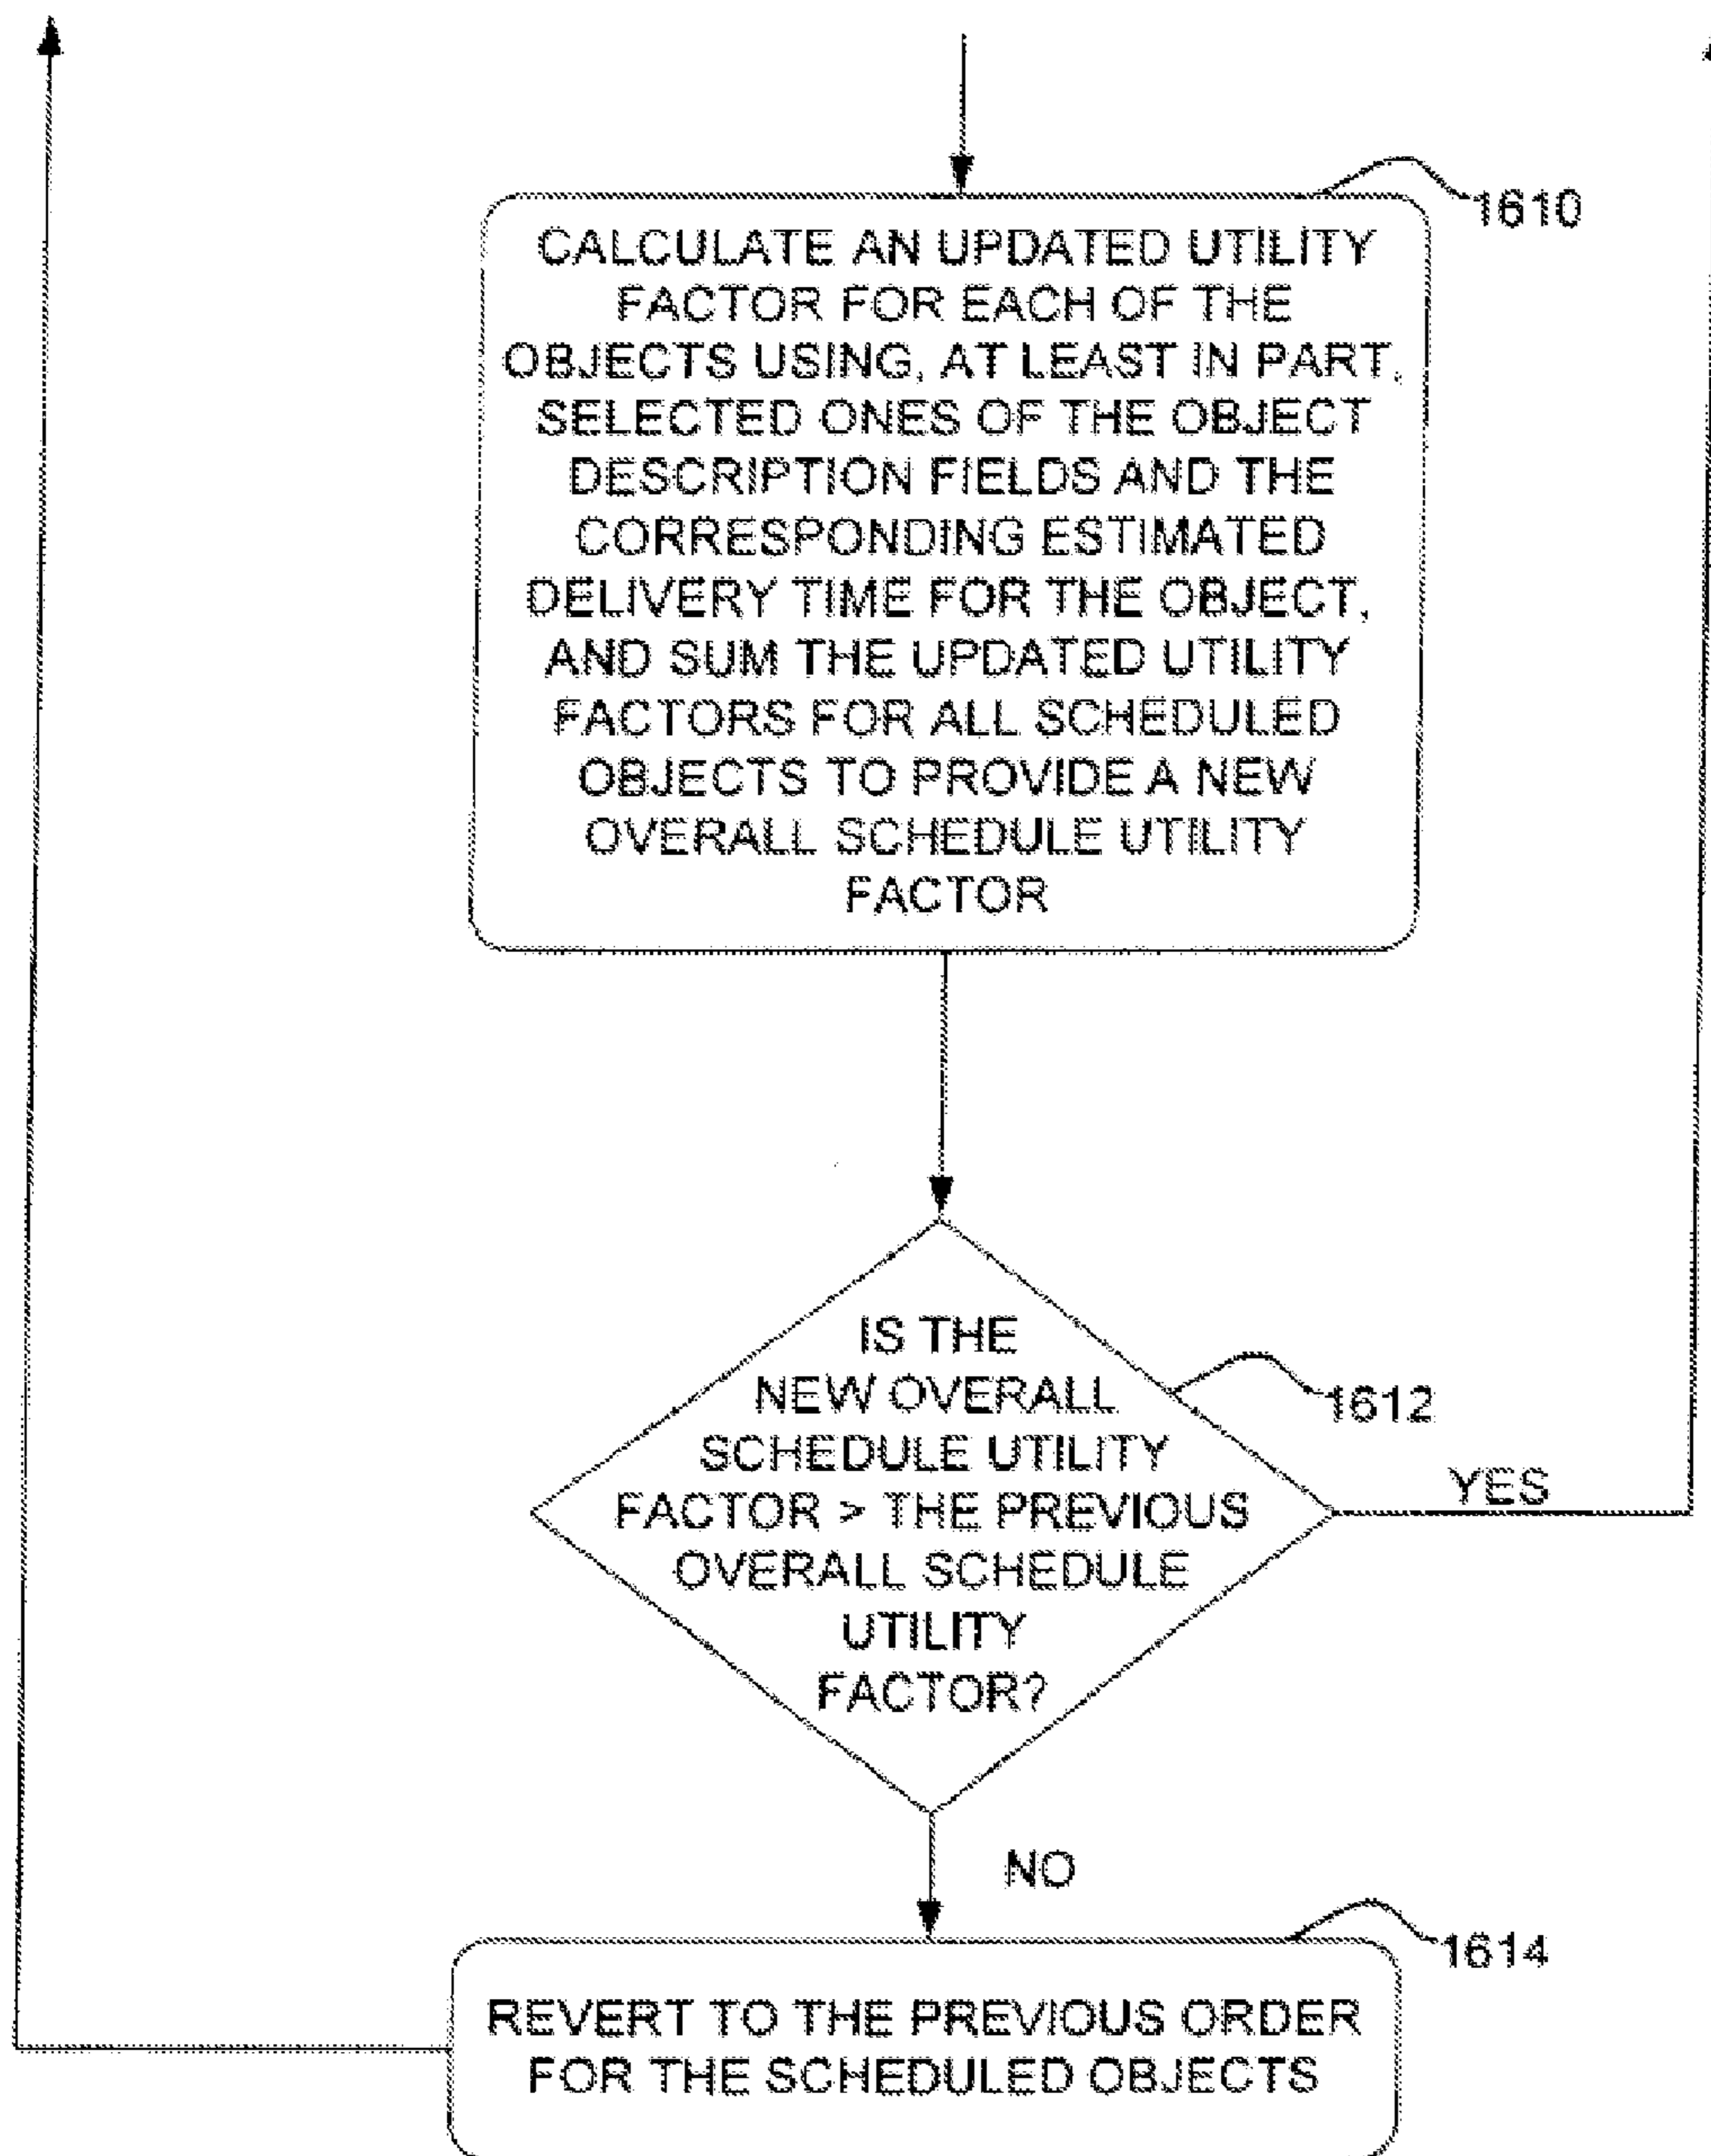 1610
CALCULATE AN UPDATED UTILITY
FACTOR FOR EACH OF THE
OBJECTS USING, AT LEAST IN PART,
SELECTED ONES OF THE OBJECT
DESCRIPTION FIELDS AND THE
CORRESPONDING ESTIMATED
DELIVERY TIME FOR THE OBJECT,
AND SUM THE UPDATED UTILITY
FACTORS FOR ALL SCHEDULED
OBJECTS TO PROVIDE A NEW
OVERALL SCHEDULE UTILITY
FACTOR
IS THE
NEW OVERALL
SCHEDULE UTILITY
FACTOR > THE PREVIOUS
OVERALL SCHEDULE
UTILITY
FACTOR?
1612
YES
NO
1614
REVERT TO THE PREVIOUS ORDER
FOR THE SCHEDULED OBJECTS